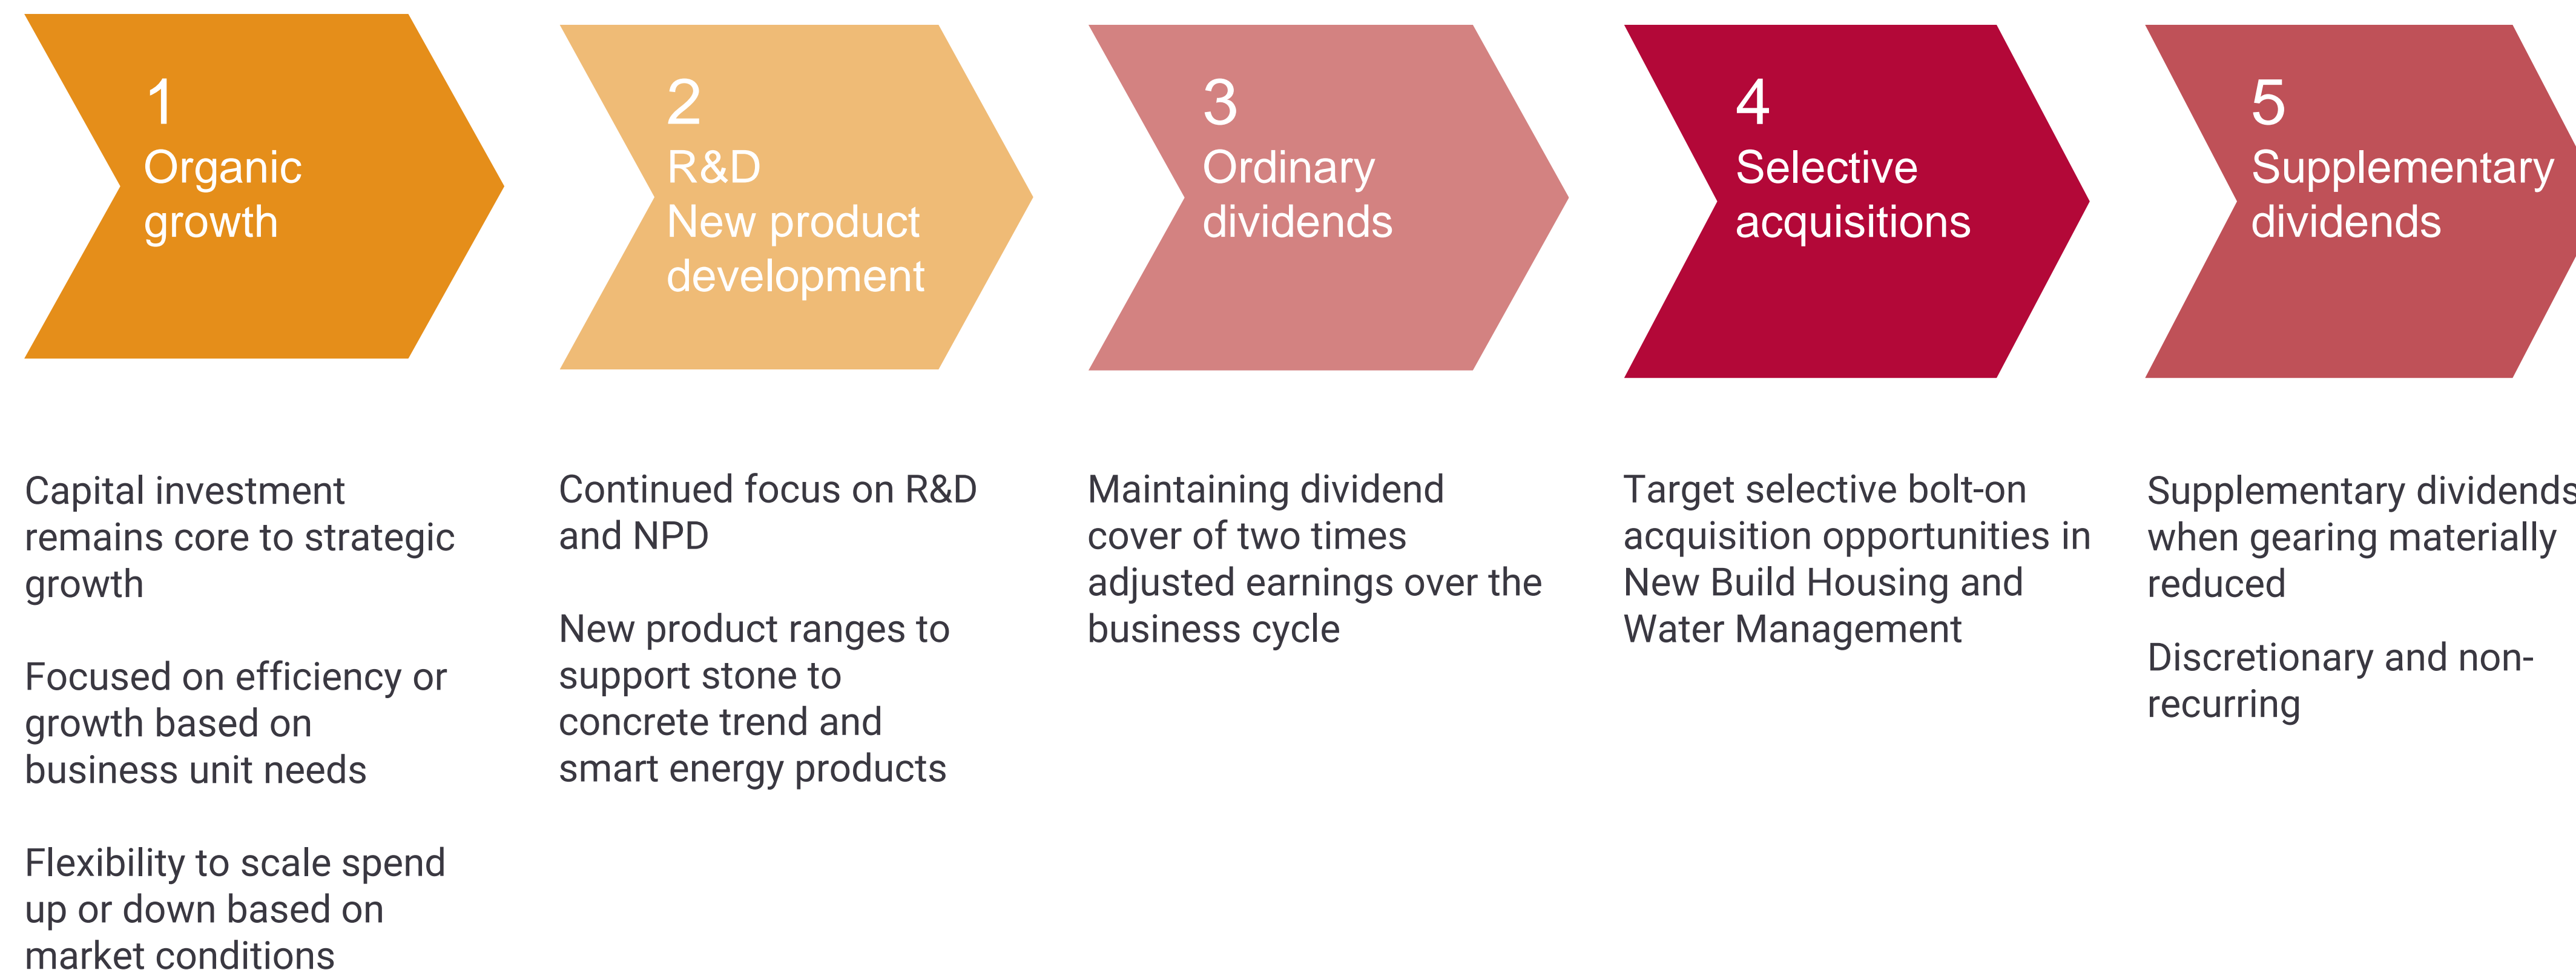 1
Organic
growth
2
R&D
New product
development
3
Ordinary
dividends
4
Selective
acquisitions
5
Supplementary
dividends
Capital investment
remains core to strategic
growth
Focused on efficiency or
growth based on
business unit needs
Flexibility to scale spend
up or down based on
market conditions
Continued focus on R&D
and NPD
New product ranges to
support stone to
concrete trend and
smart energy products
Maintaining dividend
cover of two times
adjusted earnings over the
business cycle
Target selective bolt-on
acquisition opportunities in
New Build Housing and
Water Management
Supplementary dividends
when gearing materially
reduced
Discretionary and non-
recurring